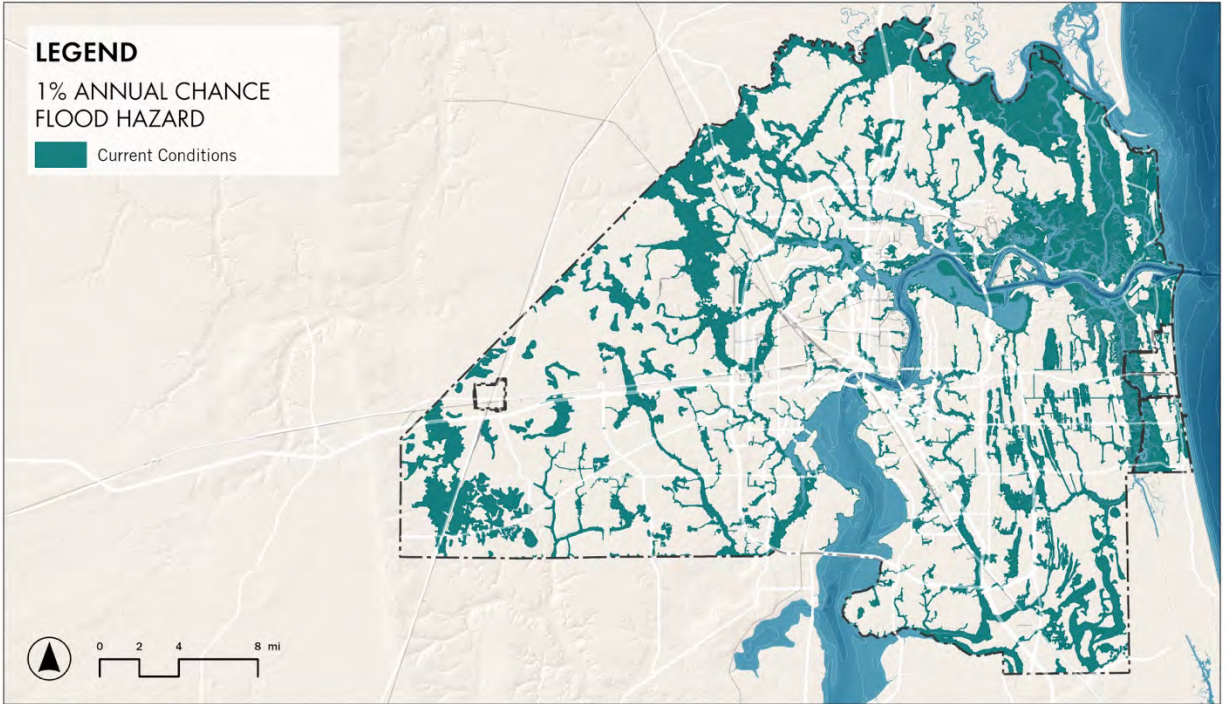 LEGEND
1% ANNUAL CHANCE
FLOOD HAZARD
Current Conditions
0 2 4 8 mi